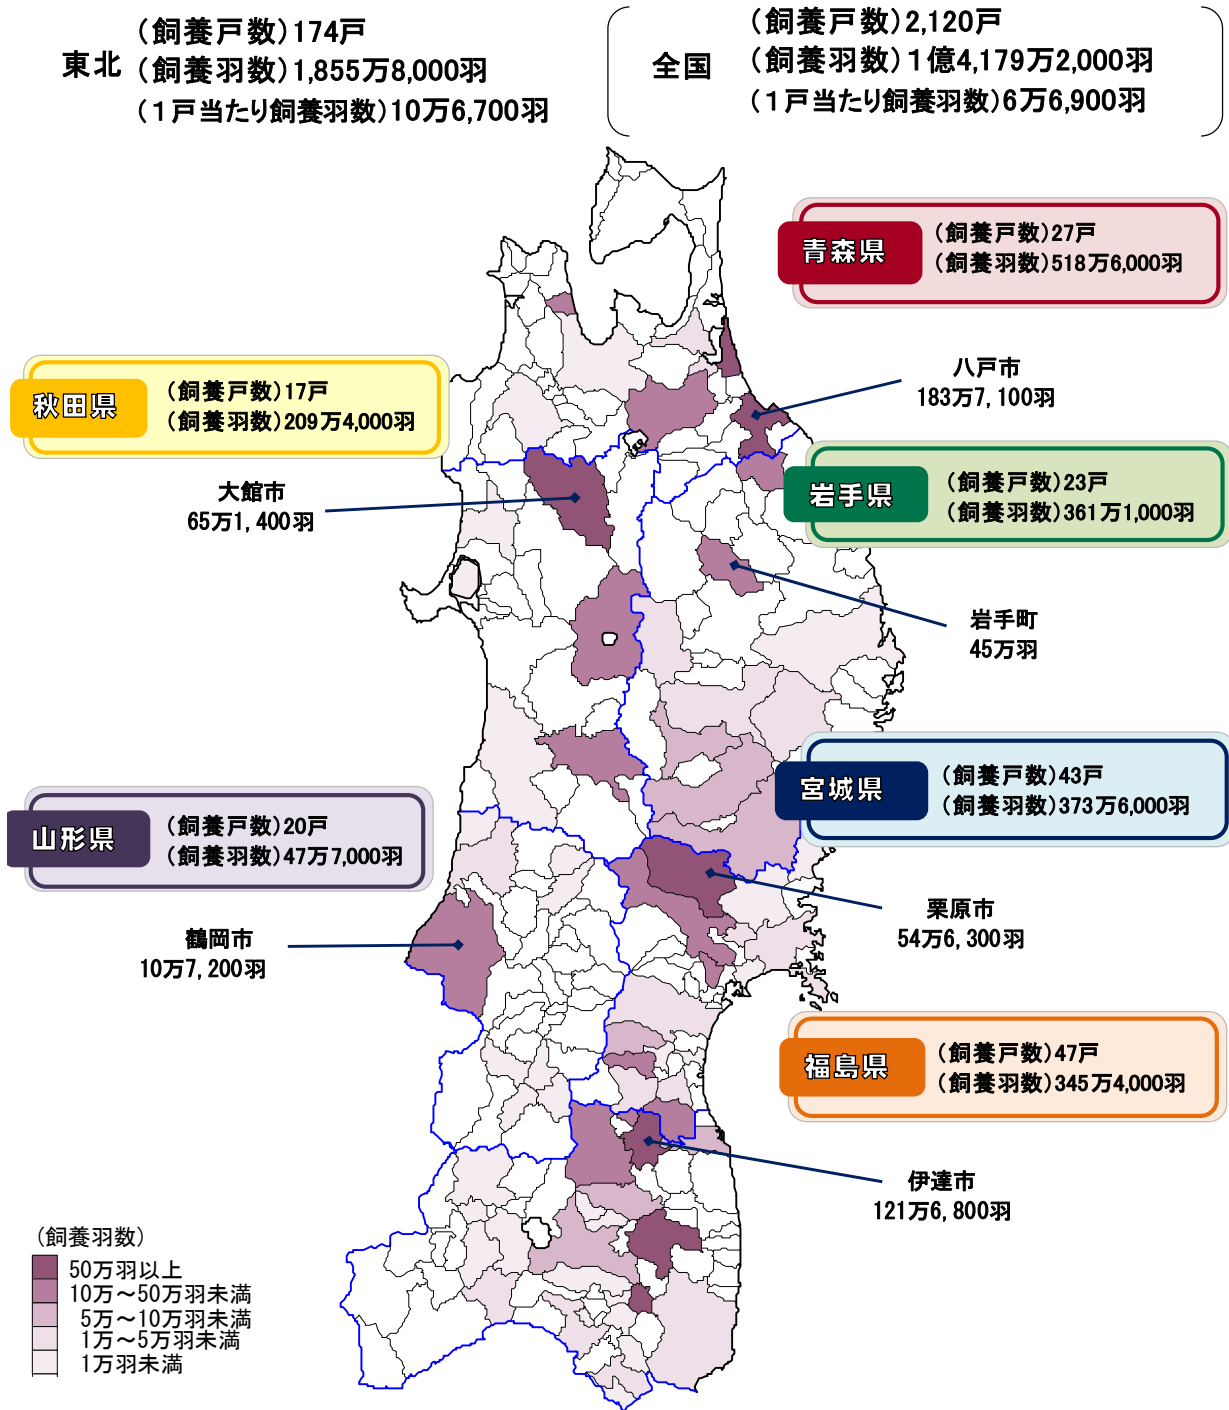 東北
（飼養戸数）174戸
（飼養羽数）1,855万8,000羽
（１戸当たり飼養羽数）10万6,700羽
全国
（飼養戸数）2,120戸
（飼養羽数）１億4,179万2,000羽
（１戸当たり飼養羽数）6万6,900羽
青森県
（飼養戸数）27戸
（飼養羽数）518万6,000羽
八戸市
183万7,100羽
秋田県
（飼養戸数）17戸
（飼養羽数）209万4,000羽
大館市
65万1,400羽
岩手県
（飼養戸数）23戸
（飼養羽数）361万1,000羽
岩手町
45万羽
宮城県
（飼養戸数）43戸
（飼養羽数）373万6,000羽
山形県
（飼養戸数）20戸
（飼養羽数）47万7,000羽
栗原市
54万6,300羽
鶴岡市
10万7,200羽
福島県
（飼養戸数）47戸
（飼養羽数）345万4,000羽
伊達市
121万6,800羽
（飼養羽数）
50万羽以上
10万～50万羽未満
5万～10万羽未満
1万～5万羽未満
1万羽未満